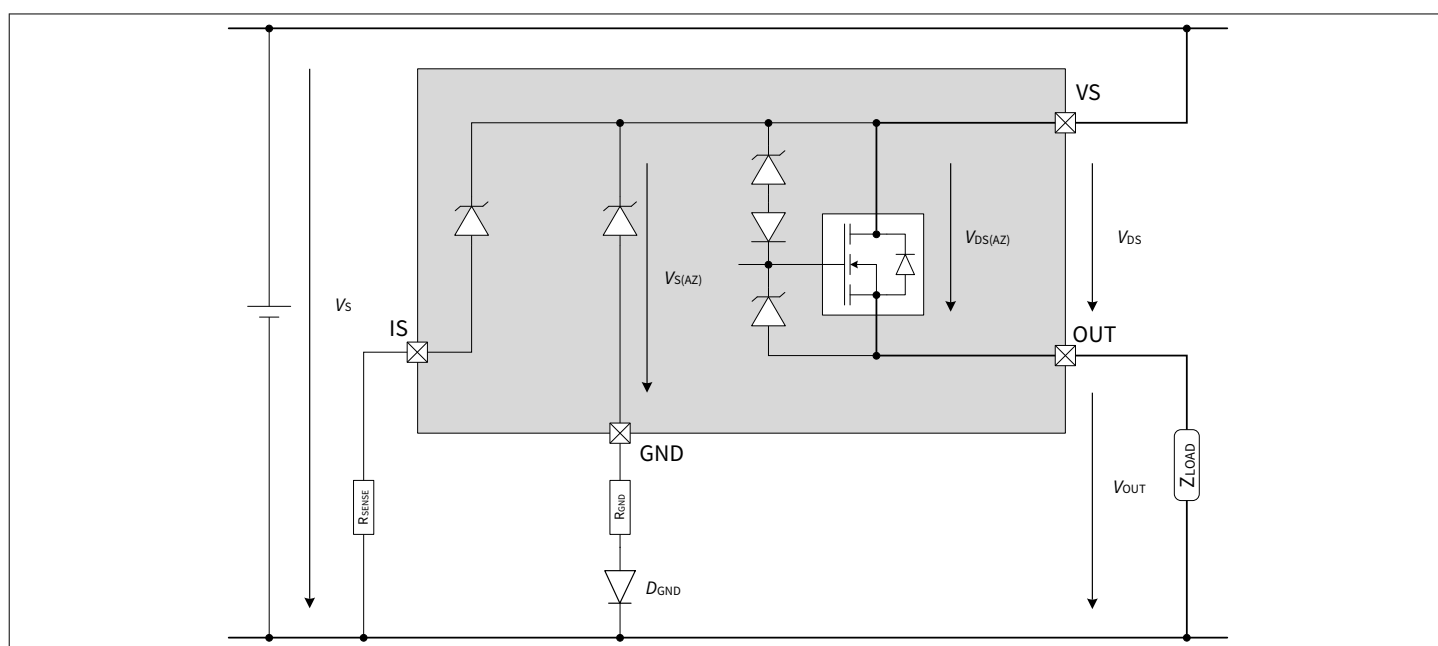 VS
VS
IS
VS(AZ)
VDS(AZ)
VDS
OUT
GND
RSENSE
RGND
DGND
VOUT
ZLOAD